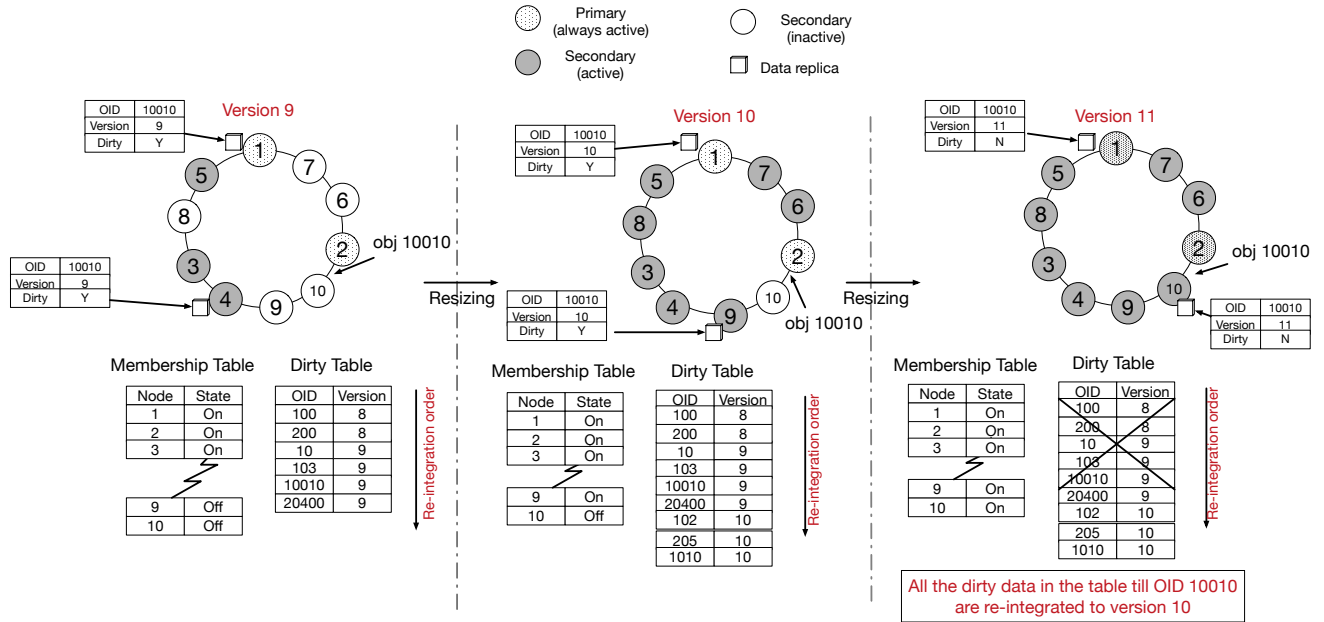 Primary
(always active)
Secondary
(inactive)
Secondary
(active)
Data replica
Version 9
OID 10010
Version 9
Dirty Y
1
7
6
2
10
9
4
3
8
5
obj 10010
OID 10010
Version 9
Dirty Y
Membership Table
Node State
1 On
2 On
3 On
9 Off
10 Off
Dirty Table
OID Version
100 8
200 8
10 9
103 9
10010 9
20400 9
Re-integration order
Resizing
Version 10
OID 10010
Version 10
Dirty Y
1
7
6
2
10
9
4
3
8
5
obj 10010
OID 10010
Version 10
Dirty Y
Membership Table
Node State
1 On
2 On
3 On
9 On
10 Off
Dirty Table
OID Version
100 8
200 8
10 9
103 9
10010 9
20400 9
102 10
205 10
1010 10
Re-integration order
Resizing
Version 11
OID 10010
Version 11
Dirty N
1
7
6
2
10
9
4
3
8
5
obj 10010
OID 10010
Version 11
Dirty N
Membership Table
Node State
1 On
2 On
3 On
9 On
10 On
Dirty Table
OID Version
100 8
200 8
10 9
103 9
10010 9
20400 9
102 10
205 10
1010 10
Re-integration order
All the dirty data in the table till OID 10010
are re-integrated to version 10